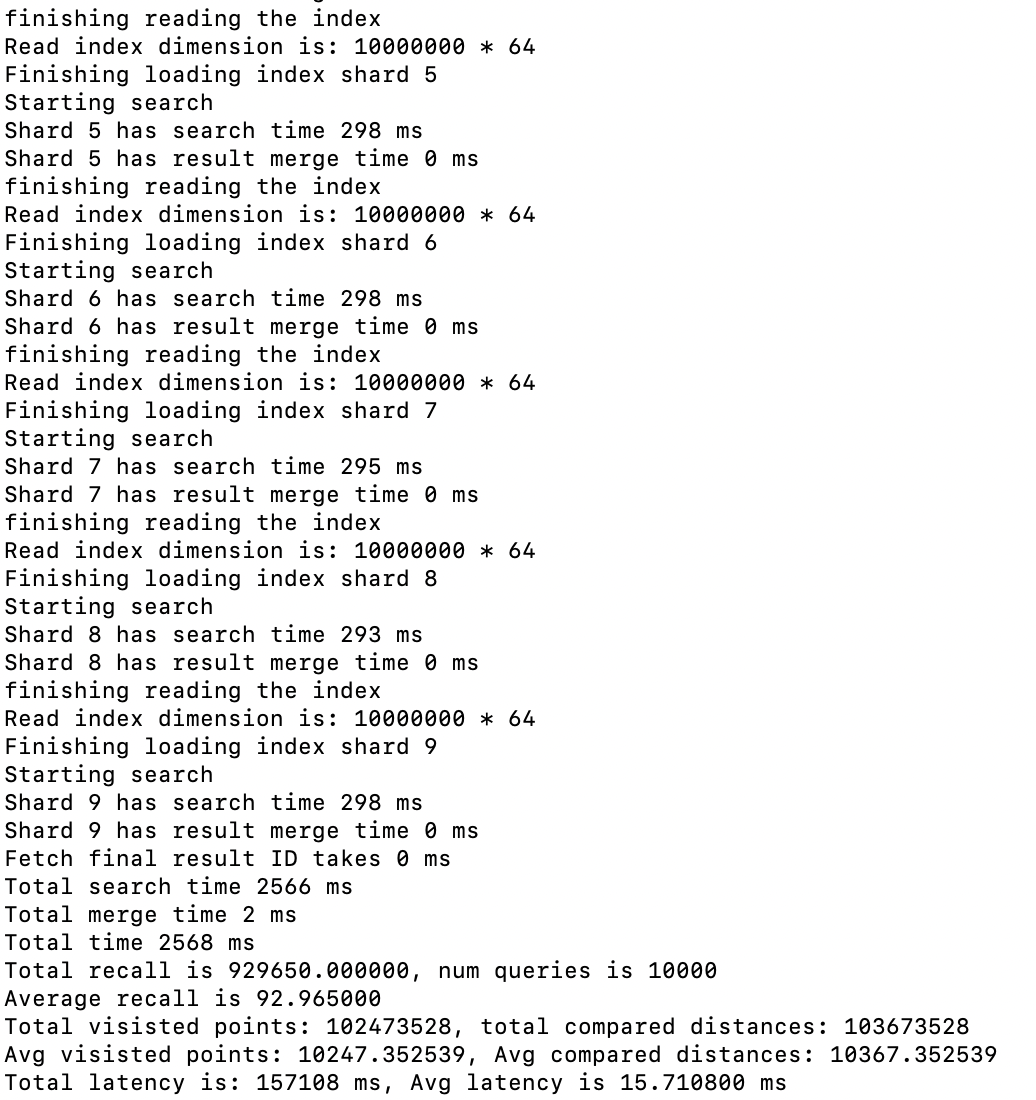 finishing reading the index
Read index dimension is: 10000000 * 64
Finishing loading index shard 5
Starting search
Shard 5 has search time 298 ms
Shard 5 has result merge time 0 ms
finishing reading the index
Read index dimension is: 10000000 * 64
Finishing loading index shard 6
Starting search
Shard 6 has search time 298 ms
Shard 6 has result merge time 0 ms
finishing reading the index
Read index dimension is: 10000000 * 64
Finishing loading index shard 7
Starting search
Shard 7 has search time 295 ms
Shard 7 has result merge time 0 ms
finishing reading the index
Read index dimension is: 10000000 * 64
Finishing loading index shard 8
Starting search
Shard 8 has search time 293 ms
Shard 8 has result merge time 0 ms
finishing reading the index
Read index dimension is: 10000000 * 64
Finishing loading index shard 9
Starting search
Shard 9 has search time 298 ms
Shard 9 has result merge time 0 ms
Fetch final result ID takes 0 ms
Total search time 2566 ms
Total merge time 2 ms
Total time 2568 ms
Total recall is 929650.000000, num queries is 10000
Average recall is 92.965000
Total visisted points: 102473528, total compared distances: 103673528
Avg visisted points: 10247.352539, Avg compared distances: 10367.352539
Total latency is: 157108 ms, Avg latency is 15.710800 ms